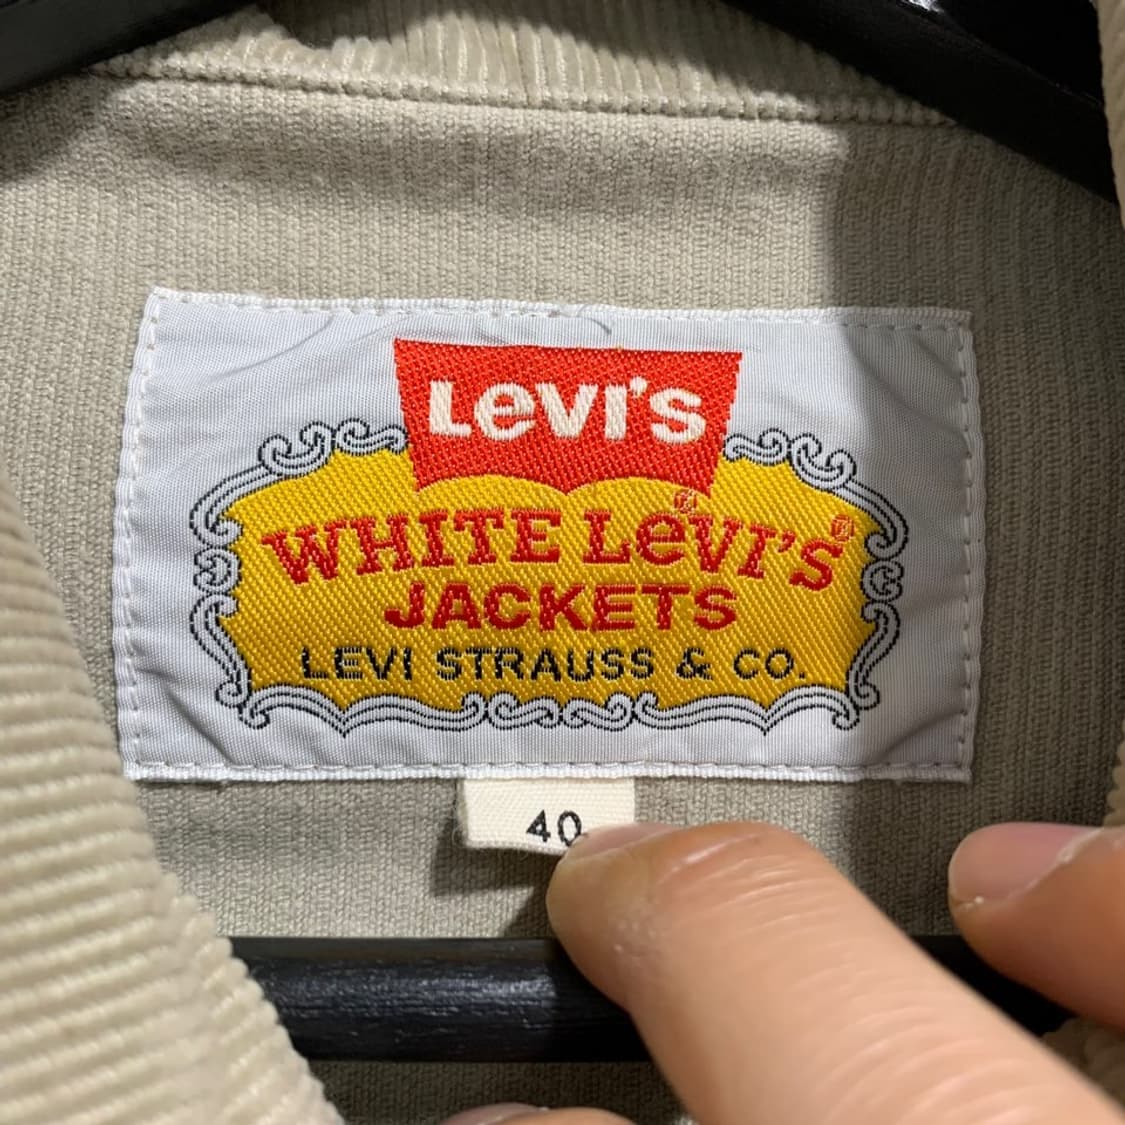 Levi's
WHITE LeVI'S®
®
JACKETS
LEVI STRAUSS & CO.
40